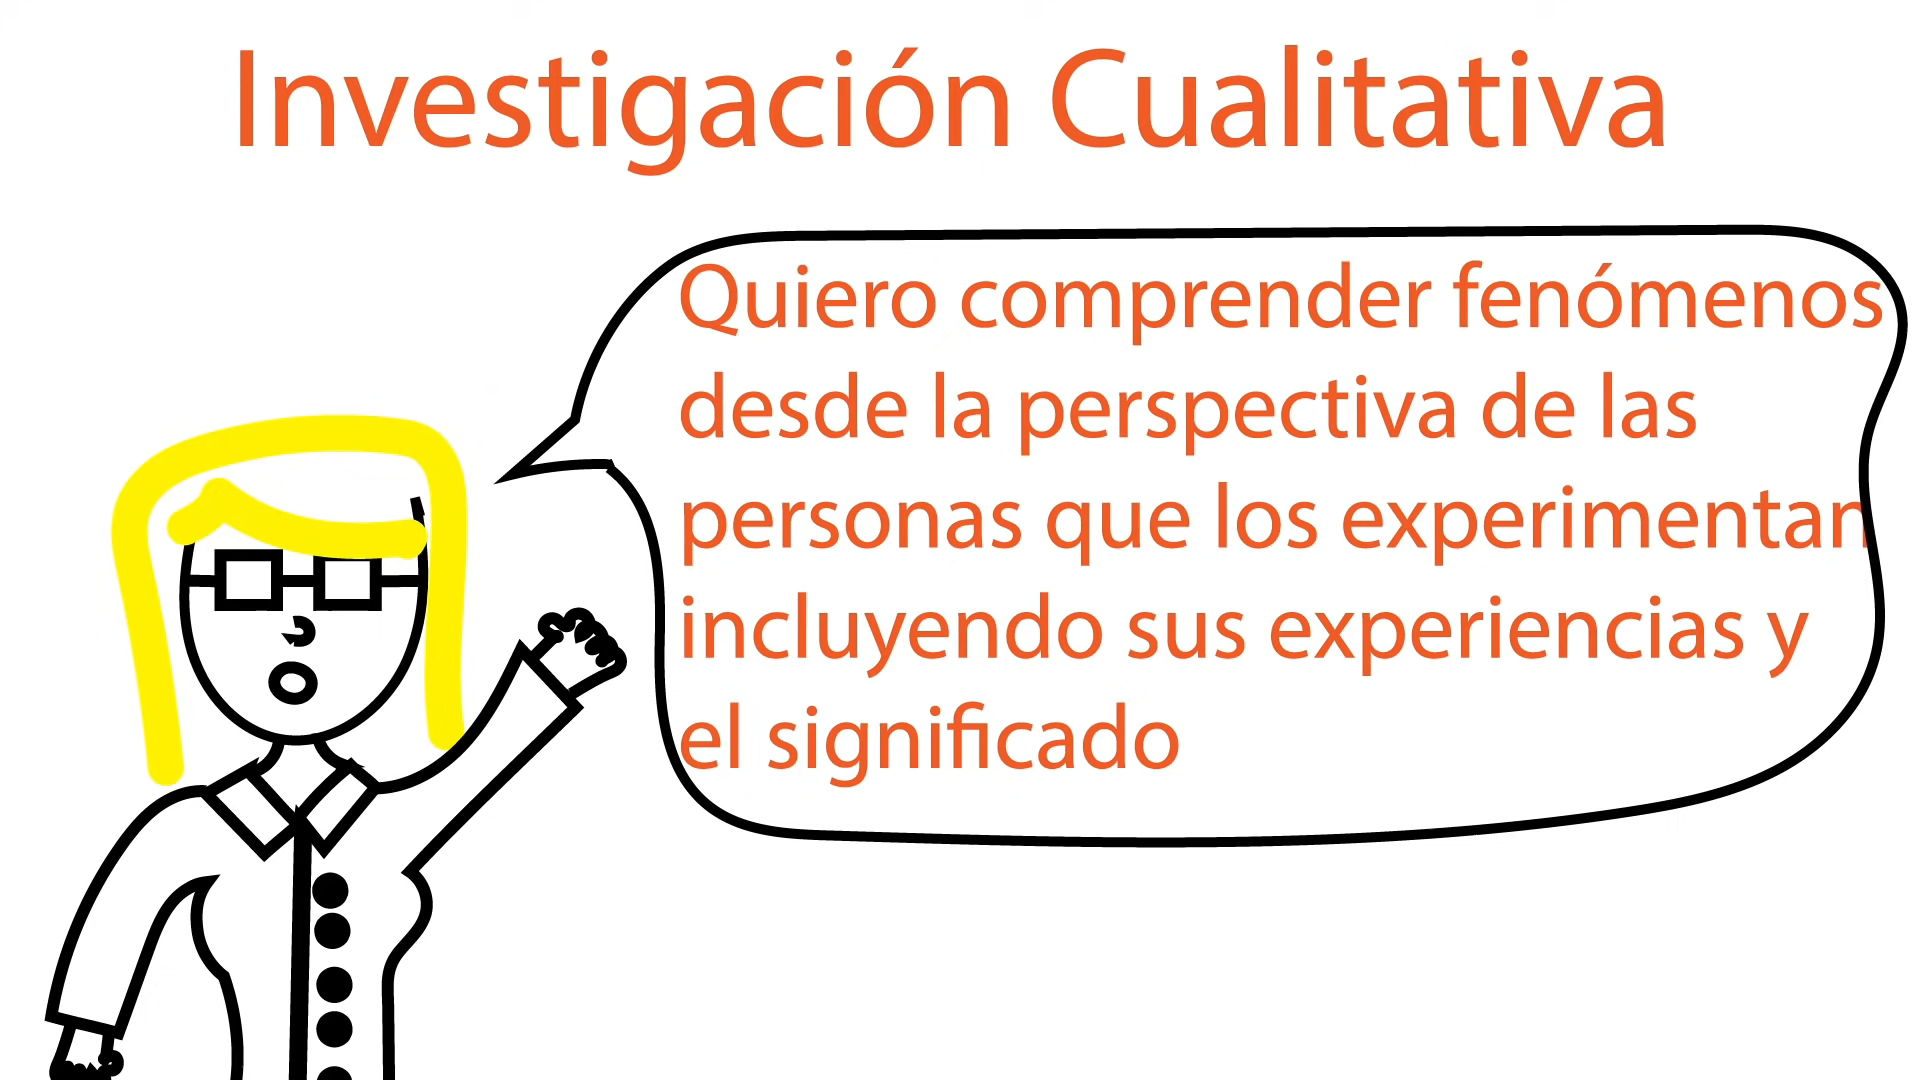 Investigación Cualitativa
Quiero comprender fenómenos
desde la perspectiva de las
personas que los experimentan
incluyendo sus experiencias y
el significado